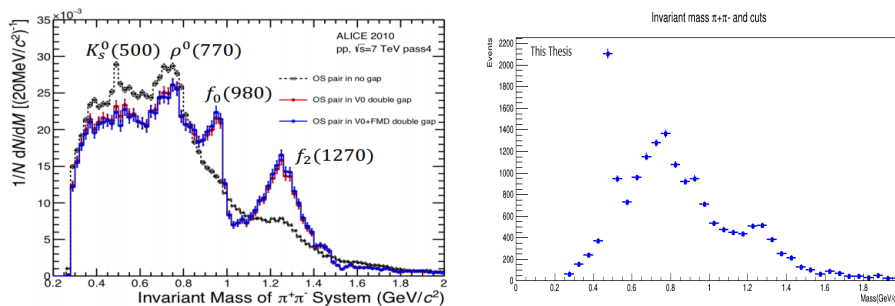 ×10⁻³
1/N dN/dM [(20MeV/c²)⁻¹]
35
30
25
20
15
10
5
0
K_s^0(500) ρ⁰(770)
ALICE 2010
pp, √s=7 TeV pass4
OS pair in no gap
OS pair in V0 double gap
OS pair in V0+FMD double gap
f₀(980)
f₂(1270)
0.2 0.4 0.6 0.8 1 1.2 1.4 1.6 1.8 2
Invariant Mass of π⁺π⁻ System (GeV/c²)
Invariant mass π+π- and cuts
Events
This Thesis
2200
2000
1800
1600
1400
1200
1000
800
600
400
200
0
0 0.2 0.4 0.6 0.8 1 1.2 1.4 1.6 1.8
Mass(GeV/c